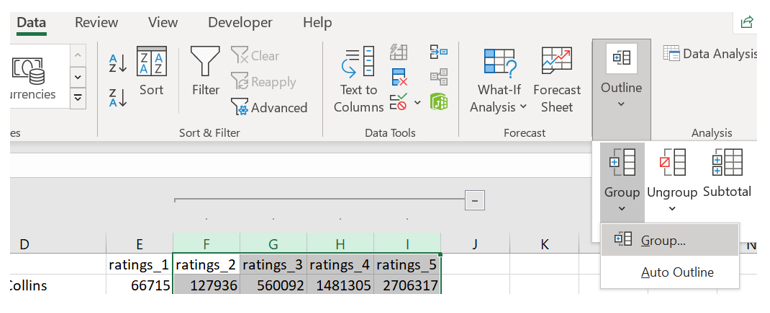 Data Review View Developer Help
urrencies
A
Z
Z
A
Sort
Z A
A Z
Filter
Clear
Reapply
Advanced
Text to
Columns
What-If
Analysis
Forecast
Sheet
Outline
Data Analysis
es
Sort & Filter
Data Tools
Forecast
Analysis
Group
Ungroup
Subtotal
Group...
Auto Outline
D E F G H I J K N
ratings_1 ratings_2 ratings_3 ratings_4 ratings_5
Collins 66715 127936 560092 1481305 2706317